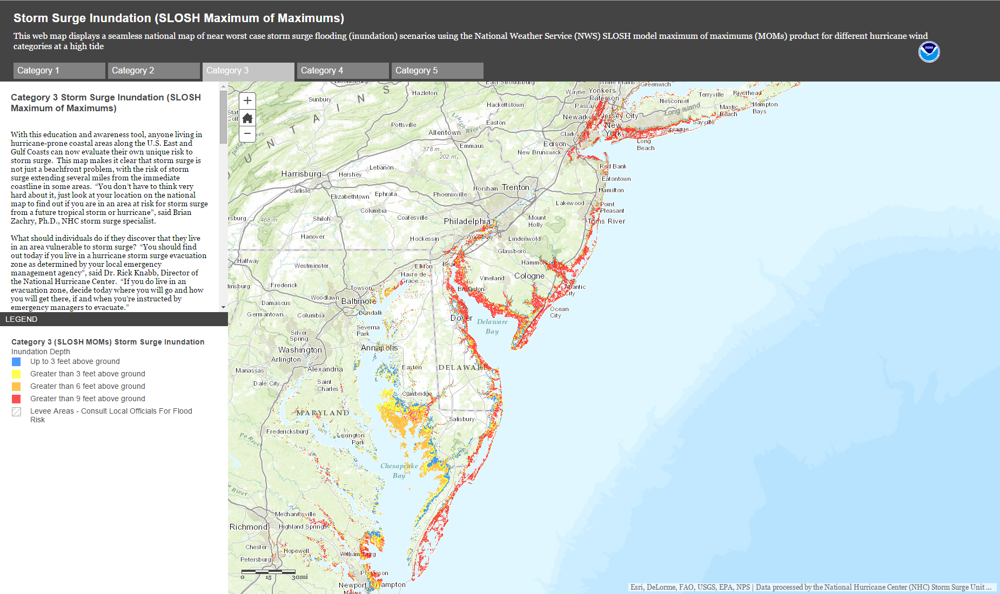 Storm Surge Inundation (SLOSH Maximum of Maximums)
This web map displays a seamless national map of near worst case storm surge flooding (inundation) scenarios using the National Weather Service (NWS) SLOSH model maximum of maximums (MOMs) product for different hurricane wind
categories at a high tide
NOAA
Category 1
Category 2
Category 3
Category 4
Category 5
Category 3 Storm Surge Inundation (SLOSH
Maximum of Maximums)
With this education and awareness tool, anyone living in
hurricane-prone coastal areas along the U.S. East and
Gulf Coasts can now evaluate their own unique risk to
storm surge.  This map makes it clear that storm surge is
not just a beachfront problem, with the risk of storm
surge extending several miles from the immediate
coastline in some areas.  “You don’t have to think very
hard about it, just look at your location on the national
map to find out if you are in an area at risk for storm surge
from a future tropical storm or hurricane”, said Brian
Zachry, Ph.D., NHC storm surge specialist.
What should individuals do if they discover that they live
in an area vulnerable to storm surge?  “You should find
out today if you live in a hurricane storm surge evacuation
zone as determined by your local emergency
management agency”, said Dr. Rick Knabb, Director of
the National Hurricane Center.  “If you do live in an
evacuation zone, decide today where you will go and how
you will get there, if and when you’re instructed by
emergency managers to evacuate.”
LEGEND
Category 3 (SLOSH MOMs) Storm Surge Inundation
Inundation Depth
Up to 3 feet above ground
Greater than 3 feet above ground
Greater than 6 feet above ground
Greater than 9 feet above ground
Levee Areas - Consult Local Officials For Flood
Risk
+
−
Bloomsburg
East Stroudsburg
White Plains
Greenwich
Wayne
Yonkers
Paterson
Passaic
Hazleton
Sunbury
Hackettstown
Nesconset
Terryville
Riverhead
Hampton
Bays
Mastic
Beach
Long Island
Sayville
Newark
Jersey City
New
York
Long
Beach
Clark
Edison
New Brunswick
Pottsville
Lehigh
River
Easton
Allentown
Emmaus
378 m
202 m
U N T A I N S
Red Bank
Eatontown
Hamilton
Lebanon
Harrisburg
Hershey
Carlisle
Elizabethtown
Ephrata
Phoenixville
Horsham
Trenton
Lakewood
Point
Pleasant
Toms River
Columbia
Coatesville
Shiloh
468 m
rsburg
Philadelphia
Mount
Holly
Hanover
Hockessin
Woodbury
Lindenwold
Glassboro
Halfway
Westminster
Elkton
Bear
Hammonton
Havre de
Grace
Vineland
Cologne
tinsburg
Frederick
Towson
Bridgeton
Atlantic
City
Woodlawn
Baltimore
Damascus
Dundalk
Germantown
Columbia
Ocean
City
Dover
Delaware
Bay
Severna
Park
Silver
Spring
Annapolis
Washington
Arlington
Manassas
Alexandria
Easton
DELAWARE
Dale City
Saint
Charles
Cambridge
MARYLAND
Salisbury
Fredericksburg
Lexington
Park
Po River
Chesapeake
Bay
a River
Mechanicsville
Richmond
Highland Springs
Chester
Hopewell
Williamsburg
Petersburg
Poquoson
Newport
News
Hampton
0 15 30mi
Esri, DeLorme, FAO, USGS, EPA, NPS | Data processed by the National Hurricane Center (NHC) Storm Surge Unit ...